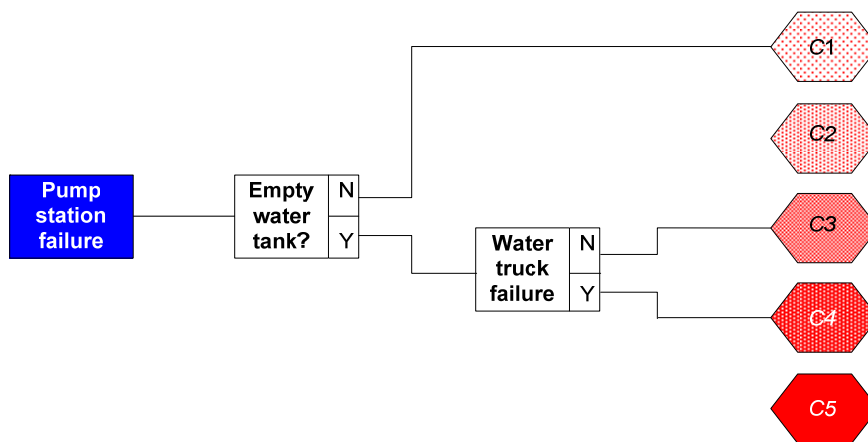 Pump
station
failure
Empty
water
tank?
N
Y
Water
truck
failure
N
Y
C1
C2
C3
C4
C5